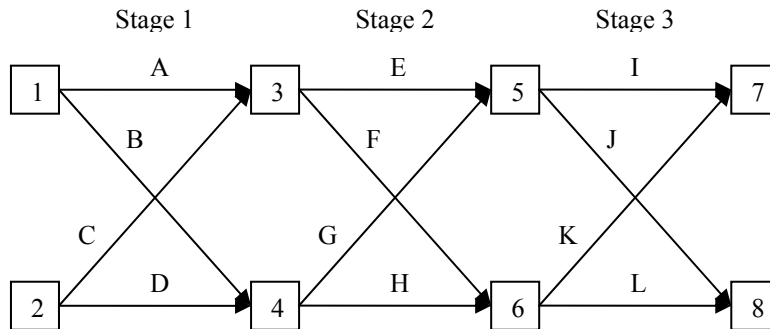 Stage 1 Stage 2 Stage 3
A E I
1 3 5 7
B F J
C G K
D H L
2 4 6 8